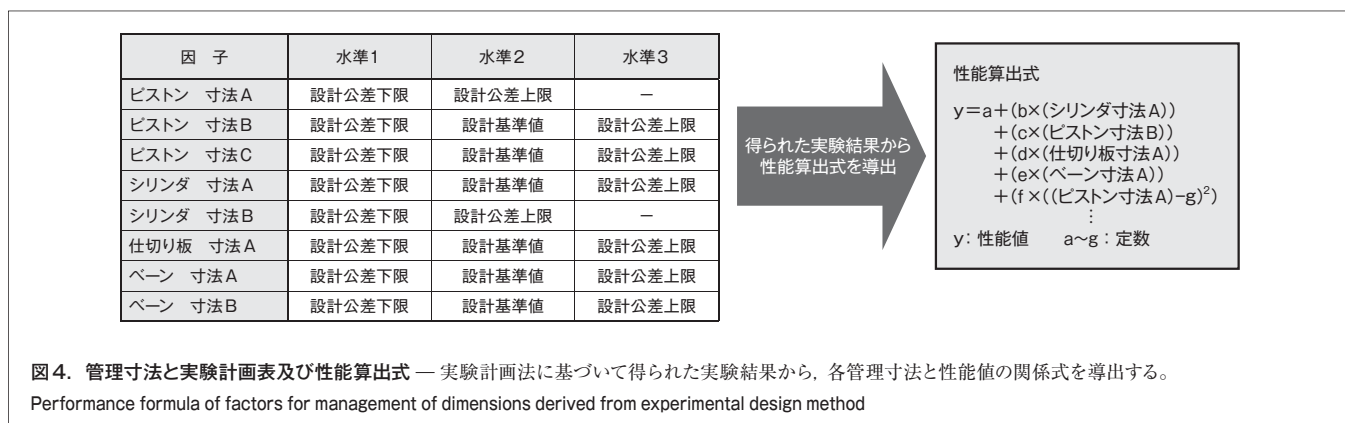 因 子 水準1 水準2 水準3
ピストン 寸法A 設計公差下限 設計公差上限 −
ピストン 寸法B 設計公差下限 設計基準値 設計公差上限
ピストン 寸法C 設計公差下限 設計基準値 設計公差上限
シリンダ 寸法A 設計公差下限 設計基準値 設計公差上限
シリンダ 寸法B 設計公差下限 設計公差上限 −
仕切り板 寸法A 設計公差下限 設計基準値 設計公差上限
ベーン 寸法A 設計公差下限 設計基準値 設計公差上限
ベーン 寸法B 設計公差下限 設計基準値 設計公差上限
得られた実験結果から
性能算出式を導出
性能算出式
y=a+(b×(シリンダ寸法A))
+(c×(ピストン寸法B))
+(d×(仕切り板寸法A))
+(e×(ベーン寸法A))
+(f×((ピストン寸法A)−g)²)
⋮
y:性能値 a〜g:定数
図4. 管理寸法と実験計画表及び性能算出式 — 実験計画法に基づいて得られた実験結果から,各管理寸法と性能値の関係式を導出する。
Performance formula of factors for management of dimensions derived from experimental design method